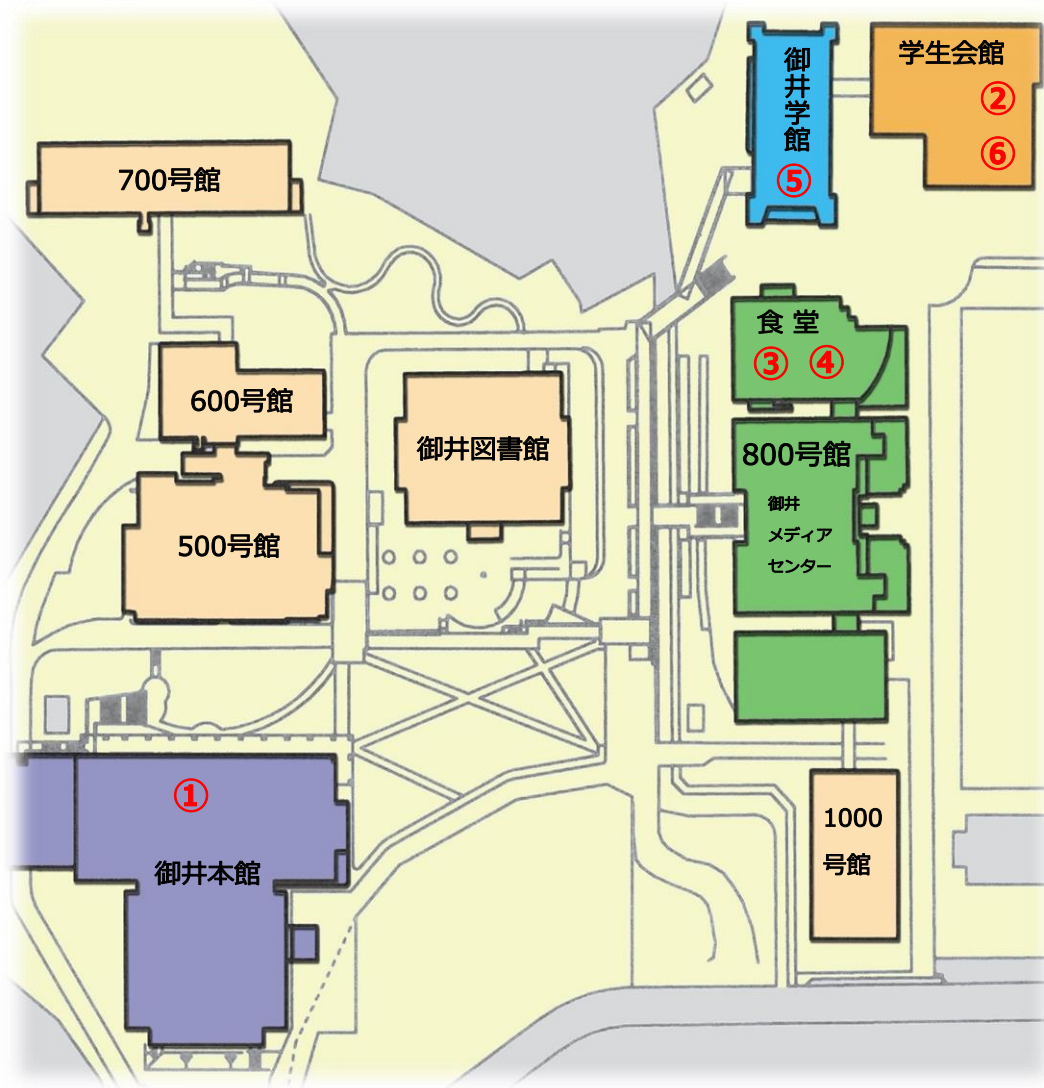 御井学館
⑤
学生会館
②
⑥
700号館
食 堂
③ ④
600号館
御井図書館
800号館
御井
メディア
センター
500号館
①
御井本館
1000
号館